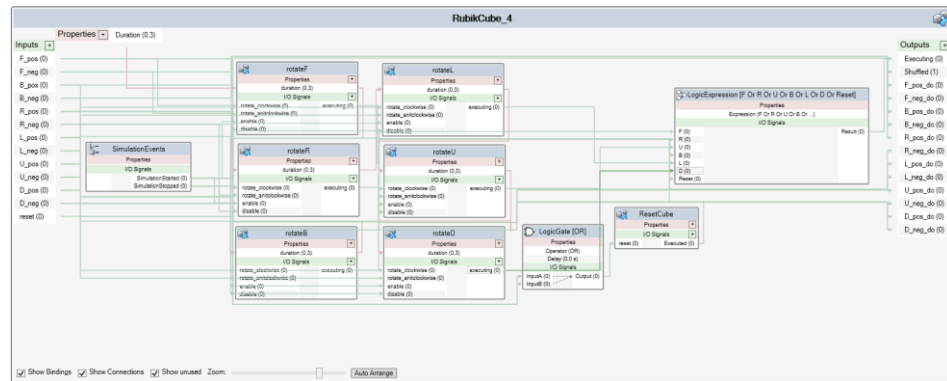 RubikCube_4
Properties + Duration (0,3)
Inputs +
F_pos (0)
F_neg (0)
B_pos (0)
B_neg (0)
R_pos (0)
R_neg (0)
L_pos (0)
L_neg (0)
U_pos (0)
U_neg (0)
D_pos (0)
D_neg (0)
reset (0)
SimulationEvents
Properties
I/O Signals
SimulationStarted (0)
SimulationStopped (0)
rotateF
Properties
duration (0,3)
I/O Signals
rotate_clockwise (0) executing (0)
rotate_anitclockwise (0)
enable (0)
disable (0)
rotateL
Properties
duration (0,3)
I/O Signals
rotate_clockwise (0) executing (0)
rotate_anitclockwise (0)
enable (0)
disable (0)
rotateR
Properties
duration (0,3)
I/O Signals
rotate_clockwise (0) executing (0)
rotate_anitclockwise (0)
enable (0)
disable (0)
rotateU
Properties
duration (0,3)
I/O Signals
rotate_clockwise (0) executing (0)
rotate_anitclockwise (0)
enable (0)
disable (0)
rotateB
Properties
duration (0,3)
I/O Signals
rotate_clockwise (0) executing (0)
rotate_anitclockwise (0)
enable (0)
disable (0)
rotateD
Properties
duration (0,3)
I/O Signals
rotate_clockwise (0) executing (0)
rotate_anitclockwise (0)
enable (0)
disable (0)
LogicGate [OR]
Properties
Operator (OR)
Delay (0,0 s)
I/O Signals
InputA (0) Output (0)
InputB (0)
ResetCube
Properties
I/O Signals
reset (0) Executed (0)
LogicExpression [F Or R Or U Or B Or L Or D Or Reset]
Properties
Expression (F Or R Or U Or B Or ...)
I/O Signals
F (0) Result (0)
R (0)
U (0)
B (0)
L (0)
D (0)
Reset (0)
Outputs +
Executing (0)
Shuffled (1)
F_pos_do (0)
F_neg_do (0)
B_pos_do (0)
B_neg_do (0)
R_pos_do (0)
R_neg_do (0)
L_pos_do (0)
L_neg_do (0)
U_pos_do (0)
U_neg_do (0)
D_pos_do (0)
D_neg_do (0)
Show Bindings Show Connections Show unused Zoom: Auto Arrange